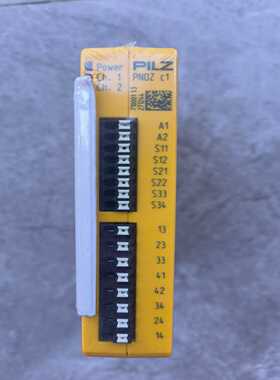 Power
Ch. 1
Ch. 2
PILZ
PNOZ c1
A1
A2
S11
S12
S21
S22
S33
S34
13
23
33
41
42
34
24
14